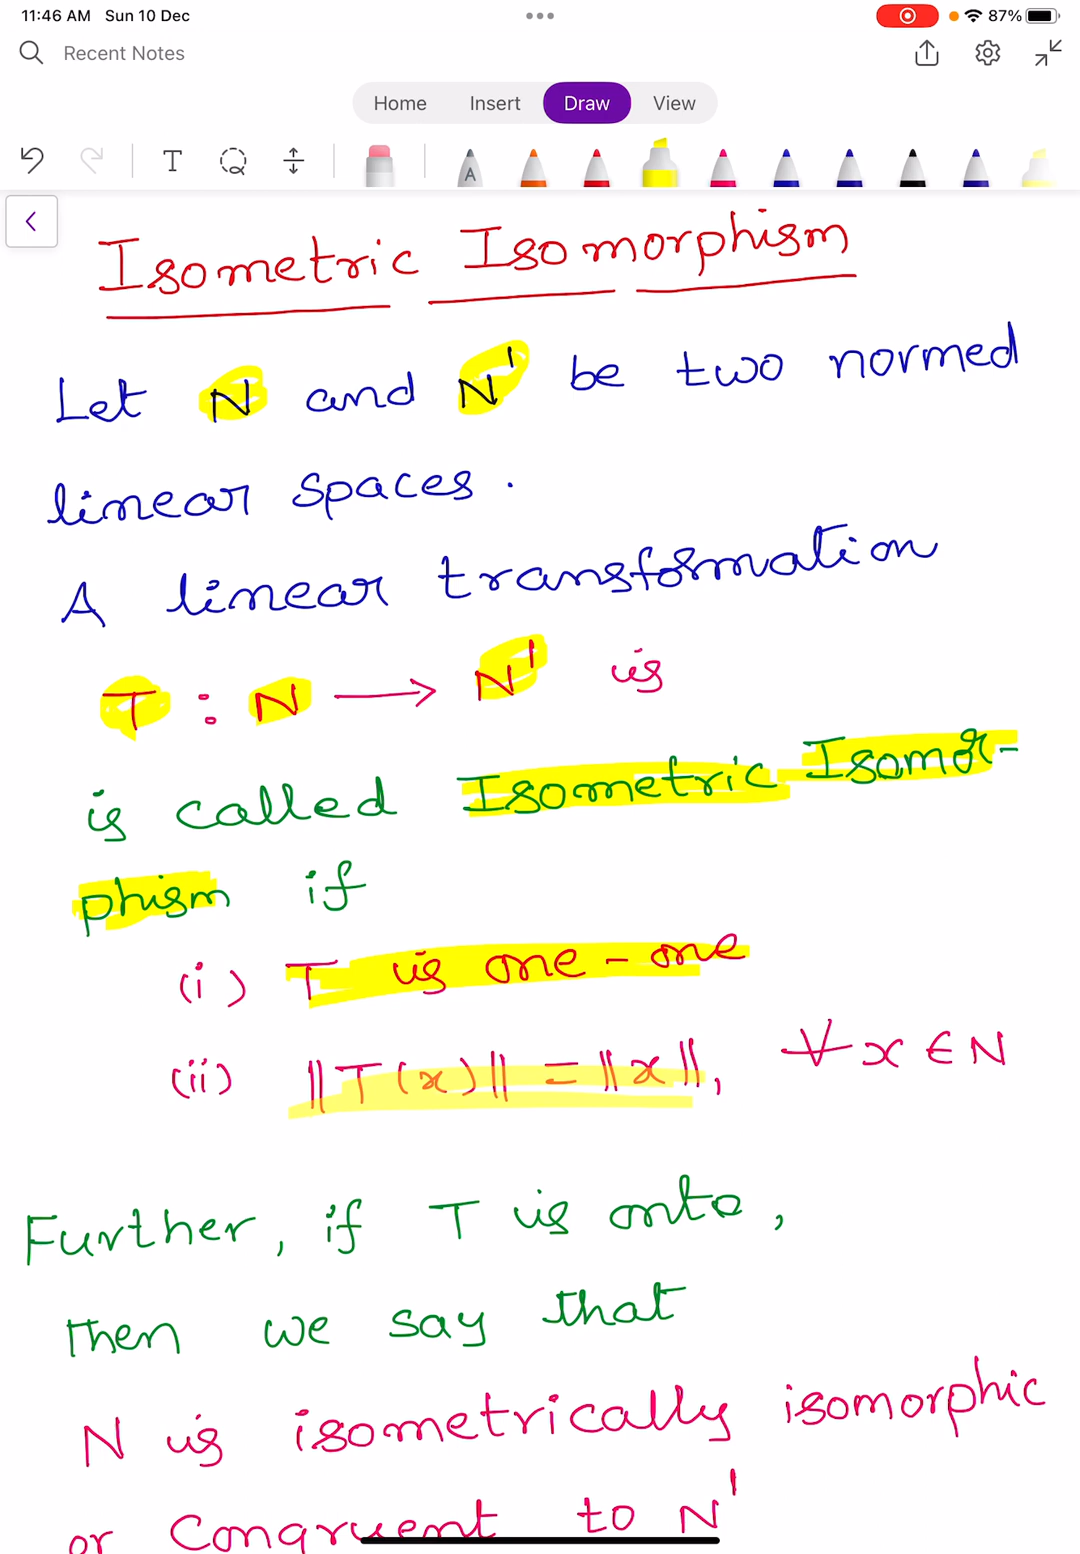 11:46 AM Sun 10 Dec
87%
Recent Notes
Home Insert Draw View
T A
Isometric Isomorphism
Let N and N' be two normed
linear spaces.
A linear transformation
T : N → N' is
is called Isometric Isomor-
phism if
(i) T is one-one
(ii) ||T(x)|| = ||x||, ∀ x ∈ N
Further, if T is onto,
then we say that
N is isometrically isomorphic
or Congruent to N'